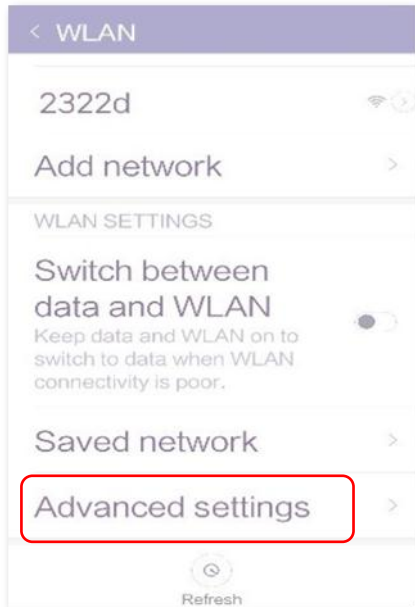 < WLAN
2322d
Add network
WLAN SETTINGS
Switch between
data and WLAN
Keep data and WLAN on to
switch to data when WLAN
connectivity is poor.
Saved network
Advanced settings
Refresh